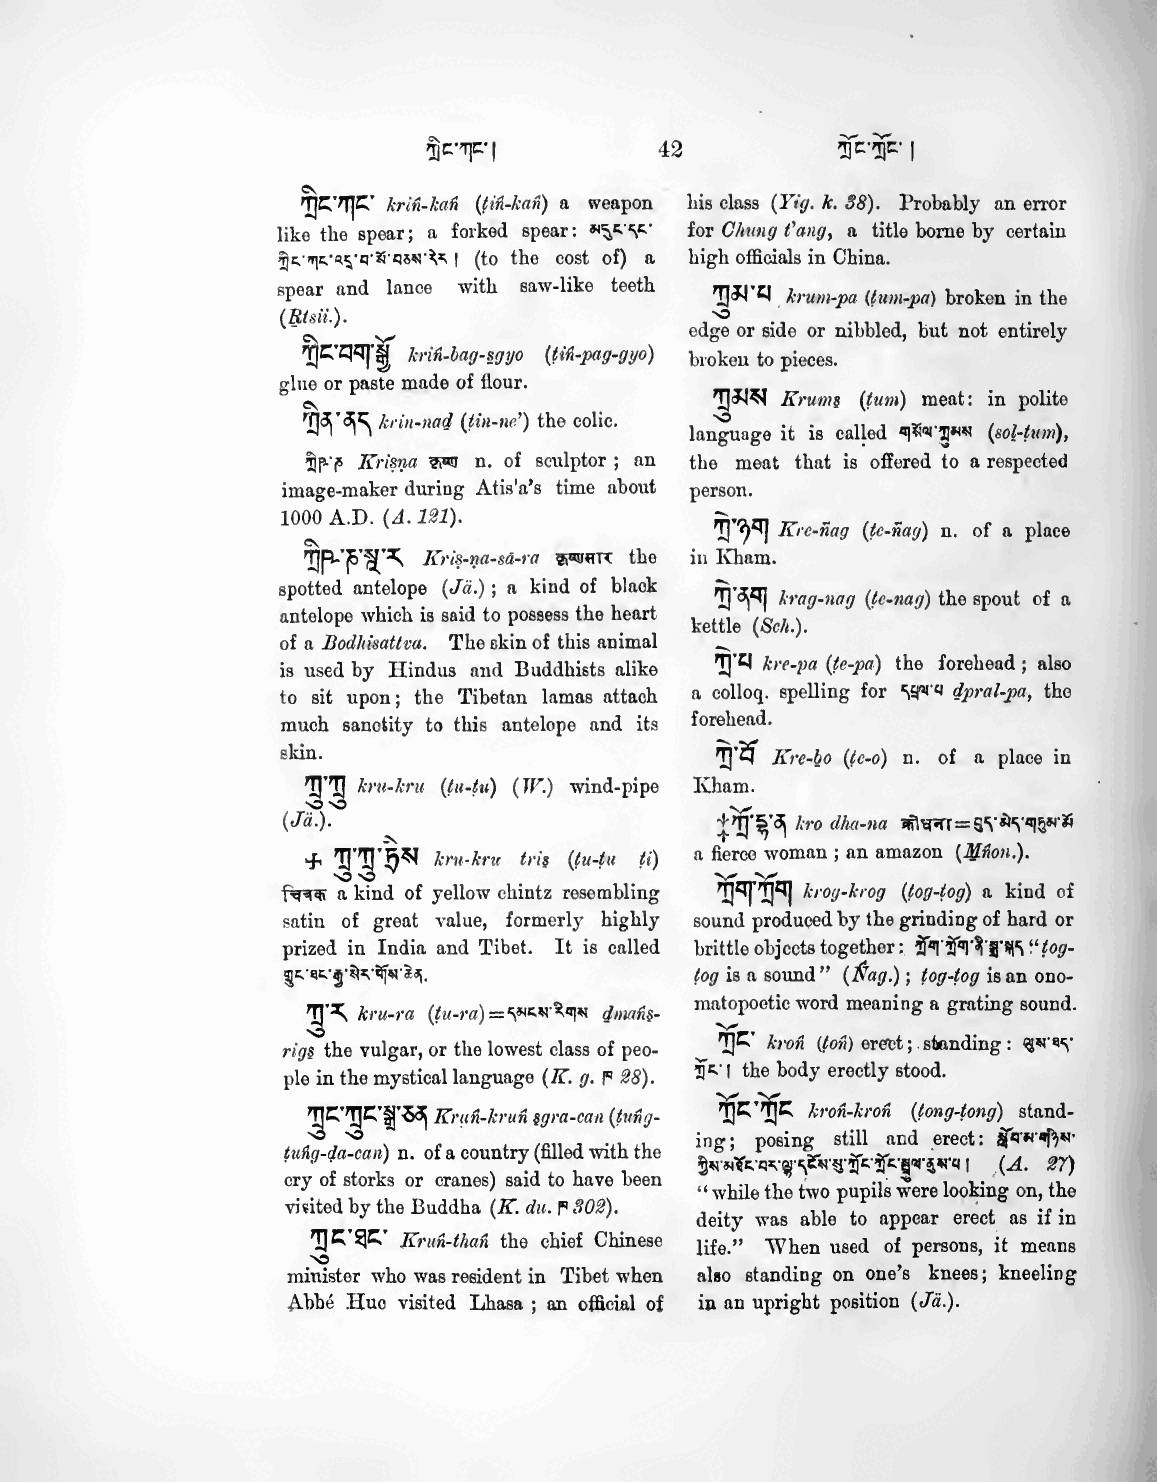 ཀྲིང་ཀང་།
42
ཀྲོང་ཀྲོང་།
ཀྲིང་ཀང་ kriṅ-kaṅ (ṭiṅ-kaṅ) a weapon
like the spear; a forked spear: མདུང་དང་
ཀྲིང་ཀང་འདྲ་བ་སོ་བཅས་རེད། (to the cost of) a
spear and lance with saw-like teeth
(Rtsii.).
ཀྲིང་བག་སྒྱོ kriṅ-bag-sgyo (ṭiṅ-pag-gyo)
glue or paste made of flour.
ཀྲིན་ནད krin-nad (ṭin-ne’) the colic.
Kriṣṇa कृष्ण n. of sculptor ; an
image-maker during Atis'a’s time about
1000 A.D. (A. 121).
Kriṣ-ṇa-sā-ra कृष्णसार the
spotted antelope (Jä.) ; a kind of black
antelope which is said to possess the heart
of a Bodhisattva. The skin of this animal
is used by Hindus and Buddhists alike
to sit upon; the Tibetan lamas attach
much sanctity to this antelope and its
skin.
ཀྲུ་ཀྲུ kru-kru (ṭu-ṭu) (W.) wind-pipe
(Jä.).
+ ཀྲུ་ཀྲུ་ཏྲིས kru-kru tris (ṭu-ṭu ṭi)
a kind of yellow chintz resembling
satin of great value, formerly highly
prized in India and Tibet. It is called
ཀྲུ་ར kru-ra (ṭu-ra)=དམངས་རིགས dmaṅs-
rigs the vulgar, or the lowest class of peo-
ple in the mystical language (K. g. ཁ 28).
ཀྲུང་ཀྲུང་སྒྲ་ཅན Kruṅ-kruṅ sgra-can (ṭuṅg-
ṭuṅg-ḍa-can) n. of a country (filled with the
cry of storks or cranes) said to have been
visited by the Buddha (K. du. ཁ 302).
ཀྲུང་ཐང་ Kruṅ-thaṅ the chief Chinese
minister who was resident in Tibet when
Abbé Huc visited Lhasa ; an official of
his class (Yig. k. 38). Probably an error
for Chung t'ang, a title borne by certain
high officials in China.
ཀྲུམ་པ krum-pa (ṭum-pa) broken in the
edge or side or nibbled, but not entirely
broken to pieces.
ཀྲུམས Krums (ṭum) meat: in polite
language it is called གསོལ་ཀྲུམས (sol-ṭum),
the meat that is offered to a respected
person.
ཀྲེ་ཉག Kre-ñag (ṭe-ñag) n. of a place
in Kham.
ཀྲེ་ནག krag-nag (ṭe-nag) the spout of a
kettle (Sch.).
ཀྲེ་པ kre-pa (ṭe-pa) the forehead ; also
a colloq. spelling for དཔྲལ་པ dpral-pa, the
forehead.
ཀྲེ་བོ Kre-bo (ṭe-o) n. of a place in
Kham.
‡ཀྲོ་དྷ་ན kro dha-na क्रोधना=བུད་མེད་གཏུམ་མོ
a fierce woman ; an amazon (Mṅon.).
ཀྲོག་ཀྲོག krog-krog (ṭog-ṭog) a kind of
sound produced by the grinding of hard or
brittle objects together: ཀྲོག་ཀྲོག་ནི་སྒྲ་སྐད “ṭog-
ṭog is a sound” (Ñag.) ; ṭog-ṭog is an ono-
matopoetic word meaning a grating sound.
ཀྲོང་ kroṅ (ṭoṅ) erect; standing: ལུས་ཐད་
ཀྲོང་། the body erectly stood.
ཀྲོང་ཀྲོང kroṅ-kroṅ (ṭong-ṭong) stand-
ing; posing still and erect: སློབ་མ་གཉིས་
ཀྱིས་མཐོང་བར་ལྷ་དངོས་སུ་ཀྲོང་ཀྲོང་སྤྲུལ་ནུས་པ། (A. 27)
“while the two pupils were looking on, the
deity was able to appear erect as if in
life.” When used of persons, it means
also standing on one’s knees; kneeling
in an upright position (Jä.).